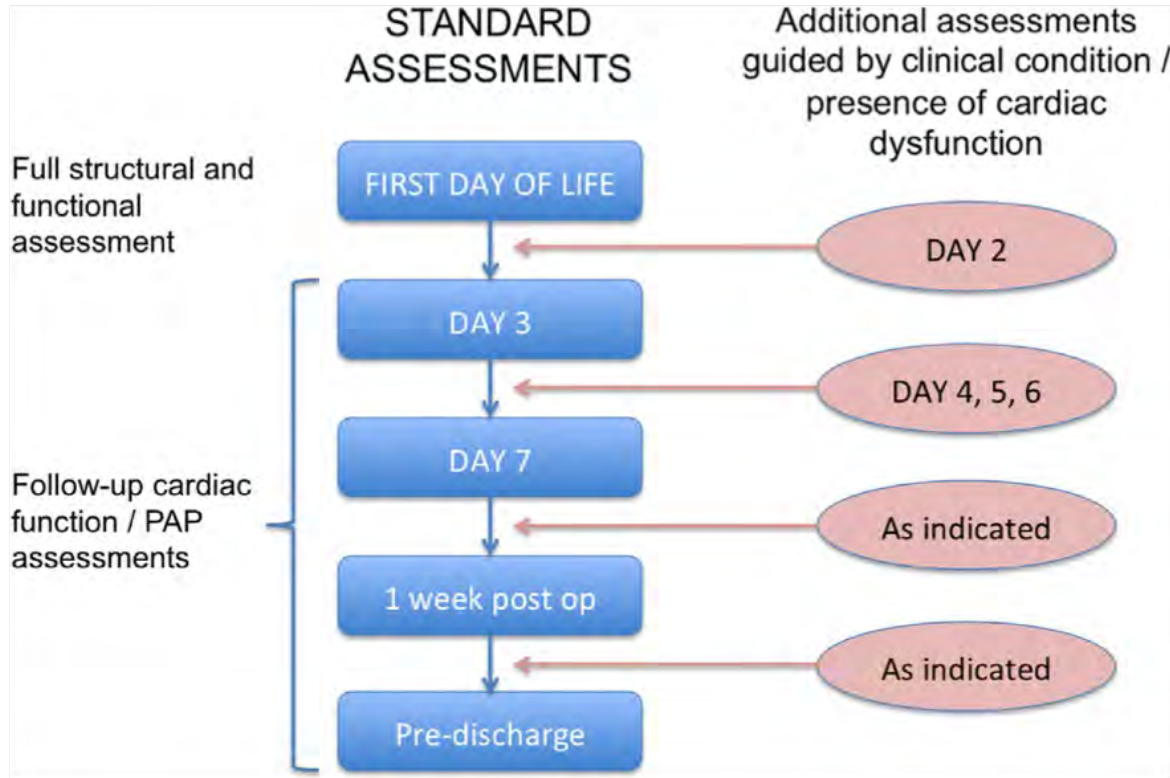 STANDARD
ASSESSMENTS
Additional assessments
guided by clinical condition /
presence of cardiac
dysfunction
Full structural and
functional
assessment
FIRST DAY OF LIFE
DAY 2
DAY 3
DAY 4, 5, 6
DAY 7
Follow-up cardiac
function / PAP
assessments
As indicated
1 week post op
As indicated
Pre-discharge